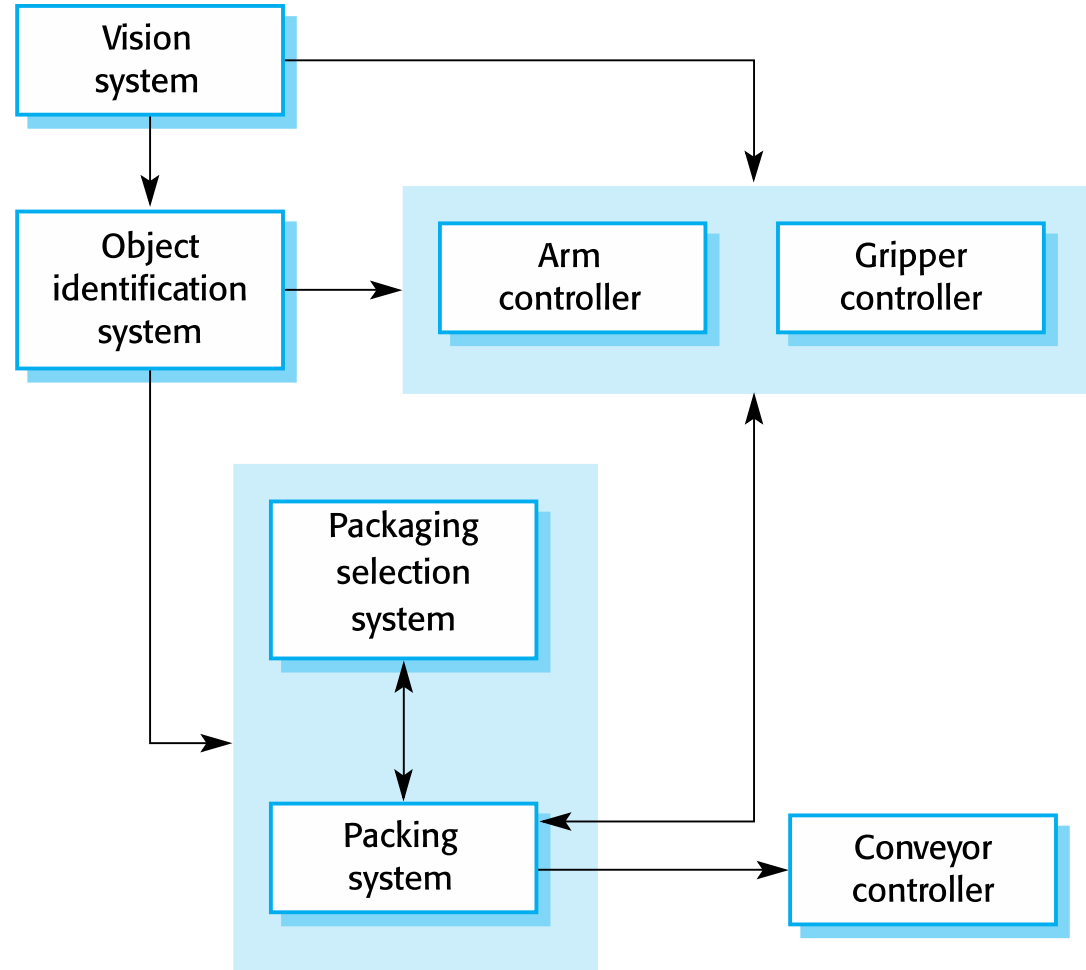 Vision
system
Object
identification
system
Arm
controller
Gripper
controller
Packaging
selection
system
Packing
system
Conveyor
controller